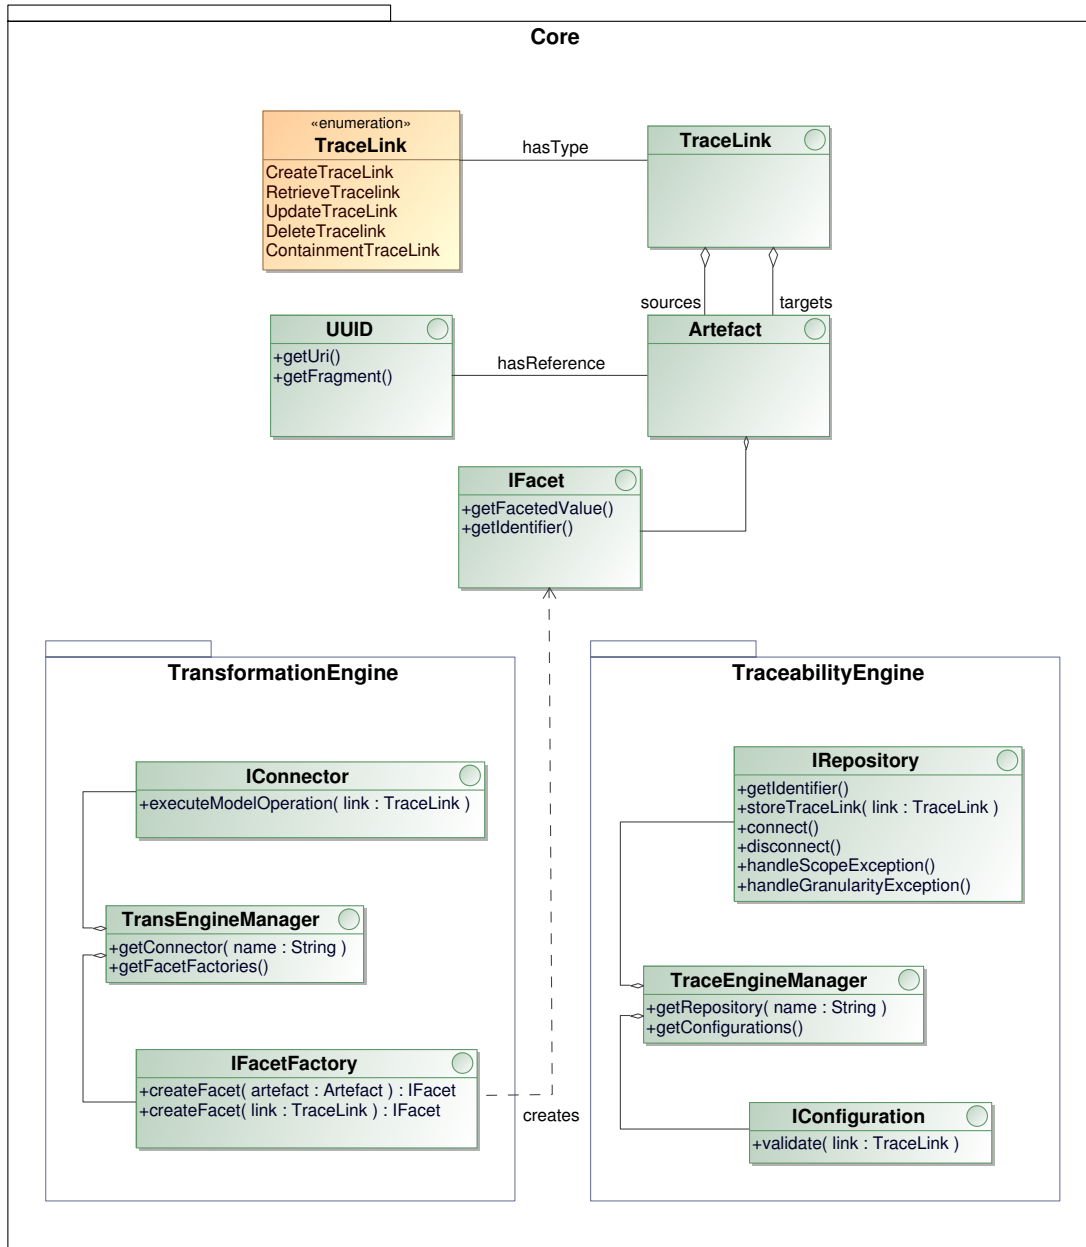 Core
«enumeration»
TraceLink
CreateTraceLink
RetrieveTracelink
UpdateTraceLink
DeleteTracelink
ContainmentTraceLink
hasType
TraceLink
sources
targets
UUID
+getUri()
+getFragment()
hasReference
Artefact
IFacet
+getFacetedValue()
+getIdentifier()
TransformationEngine
IConnector
+executeModelOperation( link : TraceLink )
TransEngineManager
+getConnector( name : String )
+getFacetFactories()
IFacetFactory
+createFacet( artefact : Artefact ) : IFacet
+createFacet( link : TraceLink ) : IFacet
creates
TraceabilityEngine
IRepository
+getIdentifier()
+storeTraceLink( link : TraceLink )
+connect()
+disconnect()
+handleScopeException()
+handleGranularityException()
TraceEngineManager
+getRepository( name : String )
+getConfigurations()
IConfiguration
+validate( link : TraceLink )